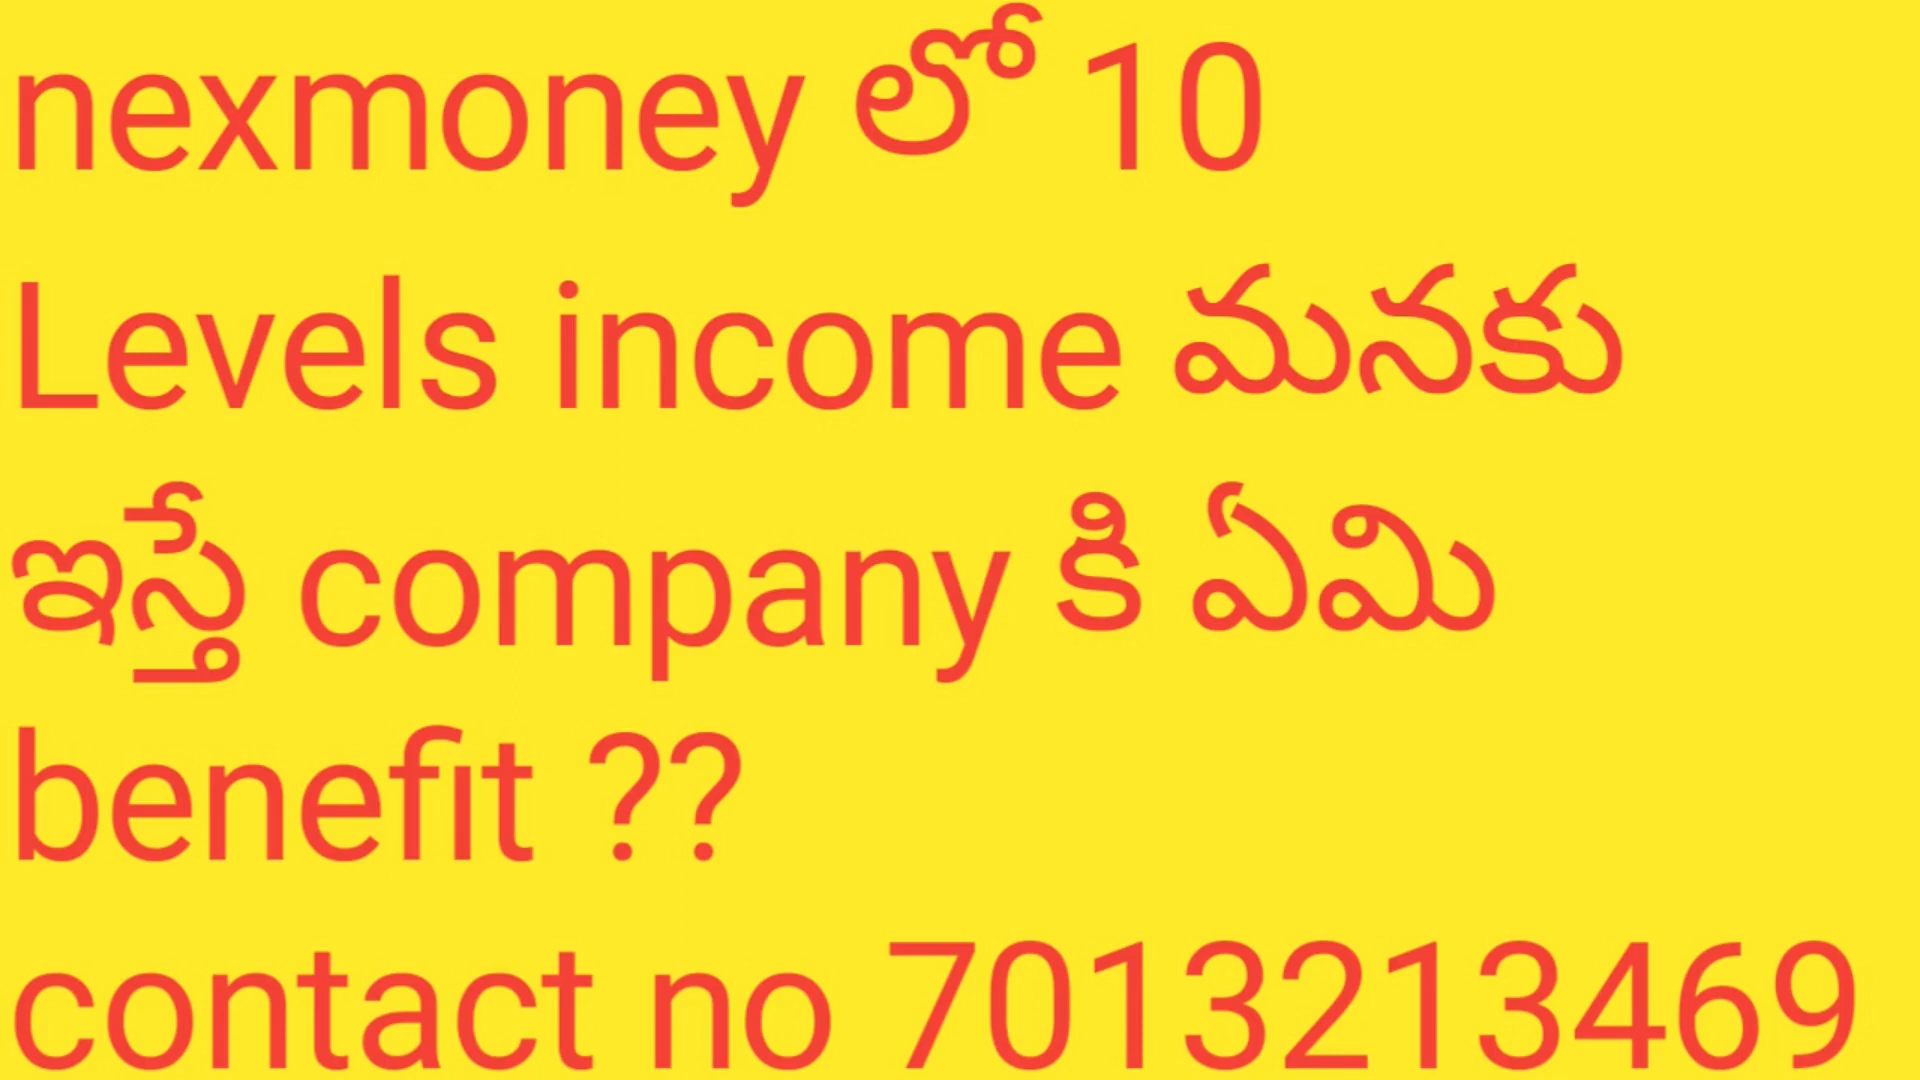 nexmoney లో 10
Levels income మనకు
ఇస్తే company కి ఏమి
benefit ??
contact no 7013213469